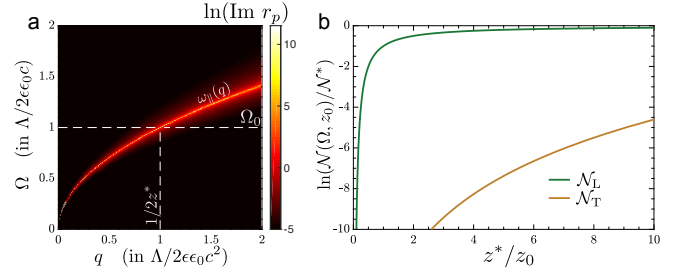 a
ln(Im r_p)
2
1.5
1
0.5
0
Ω (in Λ/2ϵϵ₀c)
ω_∥(q)
Ω₀
1/2z*
10
5
0
-5
0 0.5 1 1.5 2
q (in Λ/2ϵϵ₀c²)
b
0
-2
-4
-6
-8
-10
ln(𝒩(Ω, z₀)/𝒩*)
𝒩_L
𝒩_T
0 2 4 6 8 10
z*/z₀